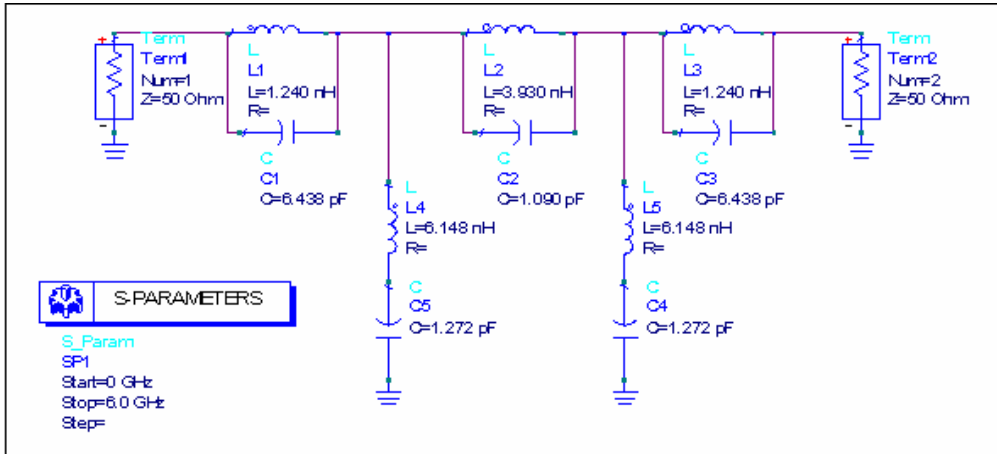 Term
Term1
Num=1
Z=50 Ohm
L
L1
L=1.240 nH
R=
C
C1
C=6.438 pF
L
L2
L=3.930 nH
R=
C
C2
C=1.090 pF
L
L3
L=1.240 nH
R=
C
C3
C=6.438 pF
Term
Term2
Num=2
Z=50 Ohm
L
L4
L=6.148 nH
R=
C
C5
C=1.272 pF
L
L5
L=6.148 nH
R=
C
C4
C=1.272 pF
S-PARAMETERS
S_Param
SP1
Start=0 GHz
Stop=6.0 GHz
Step=